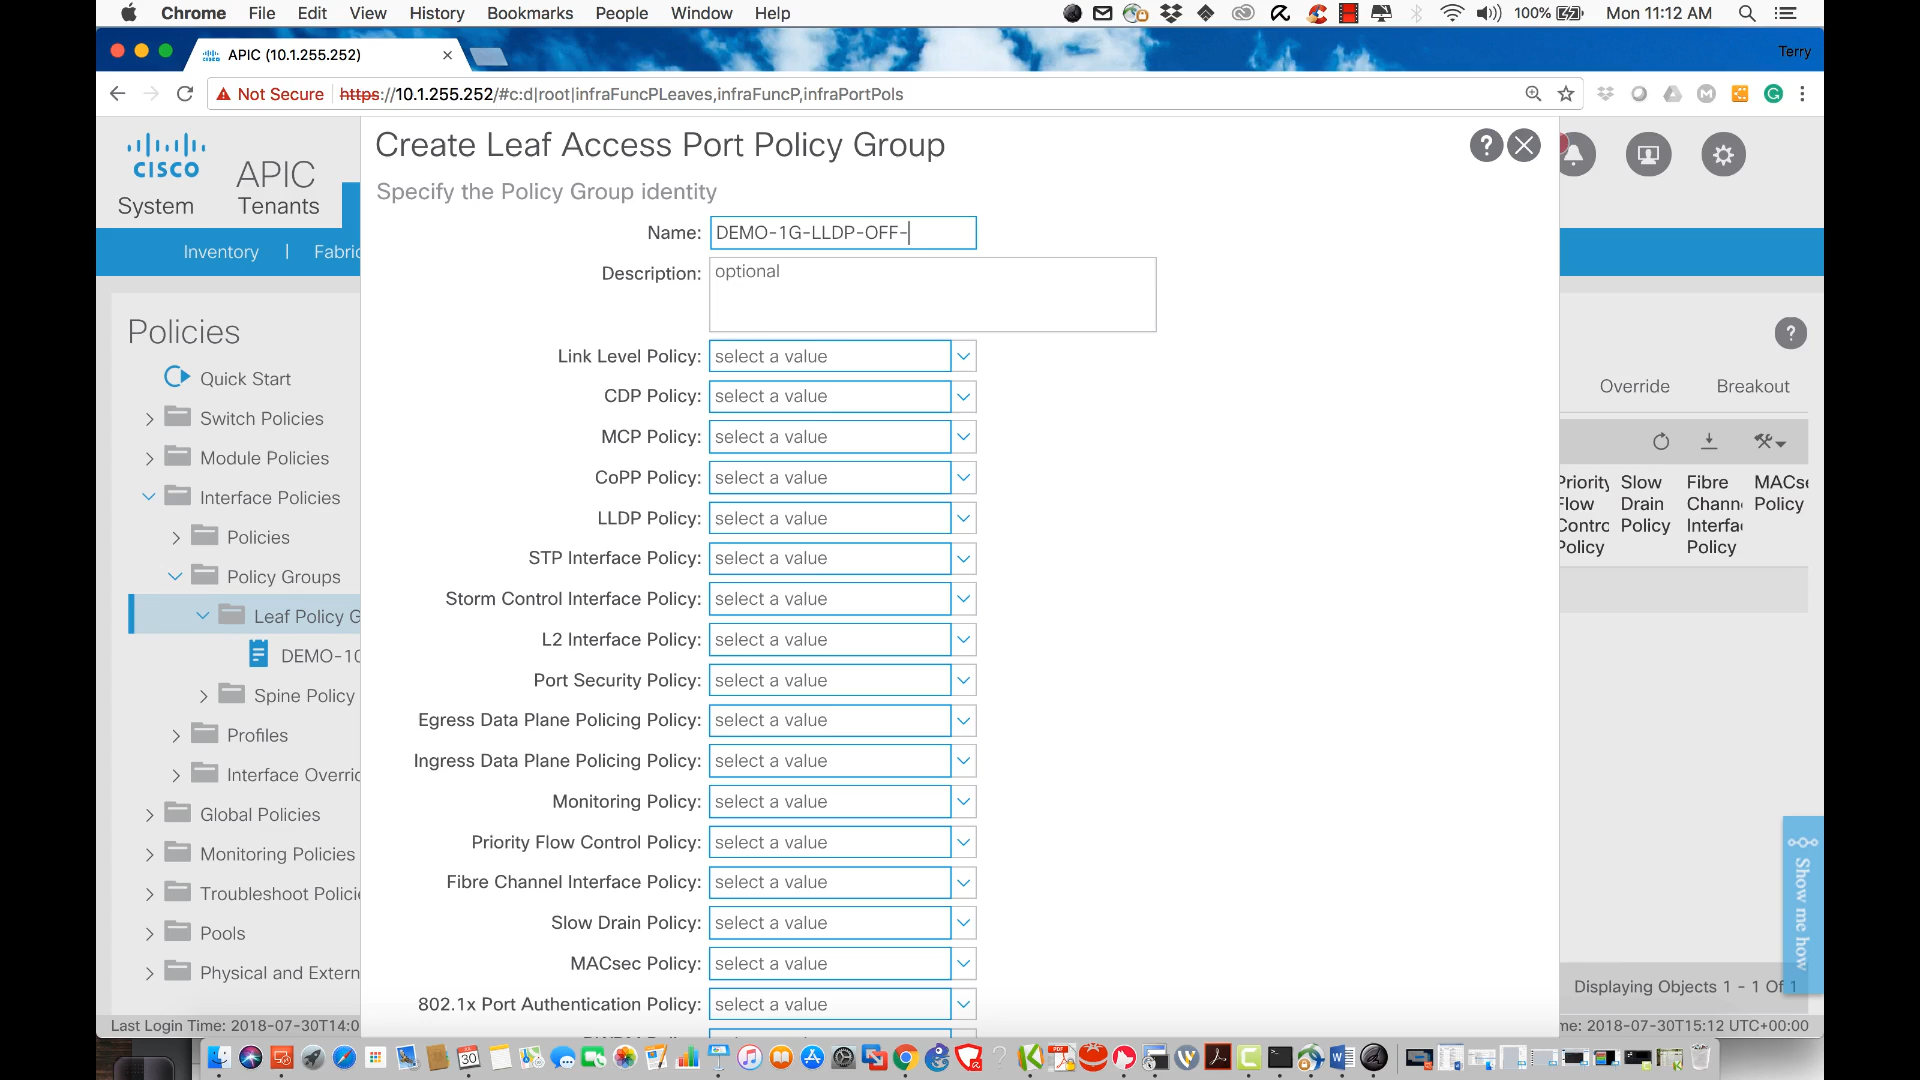 Chrome File Edit View History Bookmarks People Window Help 100% Mon 11:12 AM
APIC (10.1.255.252) Terry
Not Secure https://10.1.255.252/#c:d|root|infraFuncPLeaves,infraFuncP,infraPortPols
CISCO APIC
System Tenants
Inventory | Fabric
Policies
Quick Start
Switch Policies
Module Policies
Interface Policies
Policies
Policy Groups
Leaf Policy G
DEMO-10
Spine Policy
Profiles
Interface Overric
Global Policies
Monitoring Policies
Troubleshoot Policie
Pools
Physical and Extern
Last Login Time: 2018-07-30T14:0
Create Leaf Access Port Policy Group
Specify the Policy Group identity
Name: DEMO-1G-LLDP-OFF-
Description: optional
Link Level Policy: select a value
CDP Policy: select a value
MCP Policy: select a value
CoPP Policy: select a value
LLDP Policy: select a value
STP Interface Policy: select a value
Storm Control Interface Policy: select a value
L2 Interface Policy: select a value
Port Security Policy: select a value
Egress Data Plane Policing Policy: select a value
Ingress Data Plane Policing Policy: select a value
Monitoring Policy: select a value
Priority Flow Control Policy: select a value
Fibre Channel Interface Policy: select a value
Slow Drain Policy: select a value
MACsec Policy: select a value
802.1x Port Authentication Policy: select a value
Override Breakout
Priority Slow Fibre MACse
Flow Drain Chann Policy
Contro Policy Interfa
Policy Policy
Show me how
Displaying Objects 1 - 1 Of 1
me: 2018-07-30T15:12 UTC+00:00